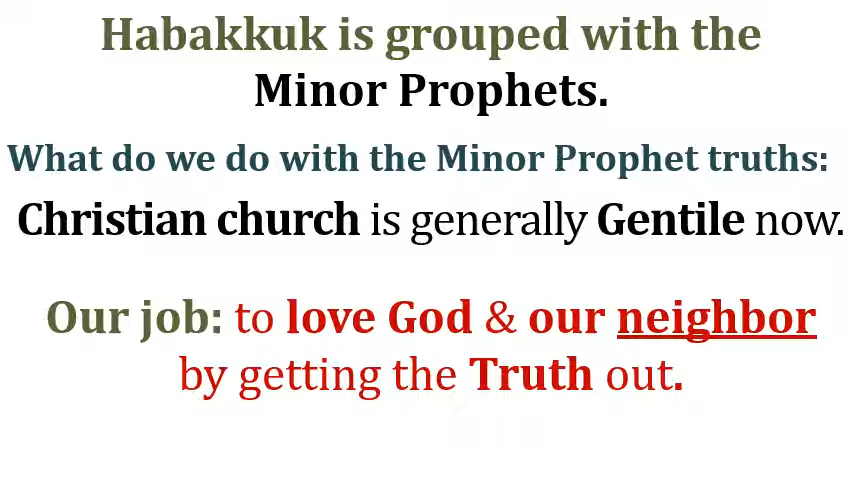 Habakkuk is grouped with the
Minor Prophets.
What do we do with the Minor Prophet truths:
Christian church is generally Gentile now.
Our job: to love God & our neighbor
by getting the Truth out.